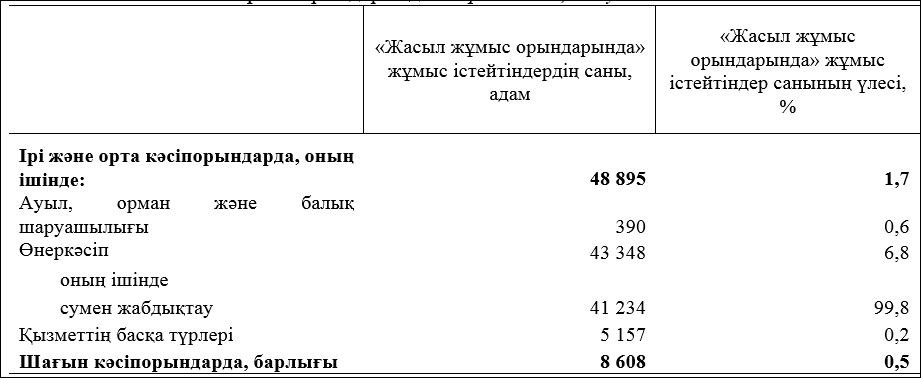 «Жасыл жұмыс орындарында»
жұмыс істейтіндердің саны,
адам
«Жасыл жұмыс
орындарында» жұмыс
істейтіндер санының үлесі,
%
Ірі және орта кәсіпорындарда, оның
ішінде: 48 895 1,7
Ауыл, орман және балық
шаруашылығы 390 0,6
Өнеркәсіп 43 348 6,8
оның ішінде
сумен жабдықтау 41 234 99,8
Қызметтің басқа түрлері 5 157 0,2
Шағын кәсіпорындарда, барлығы 8 608 0,5